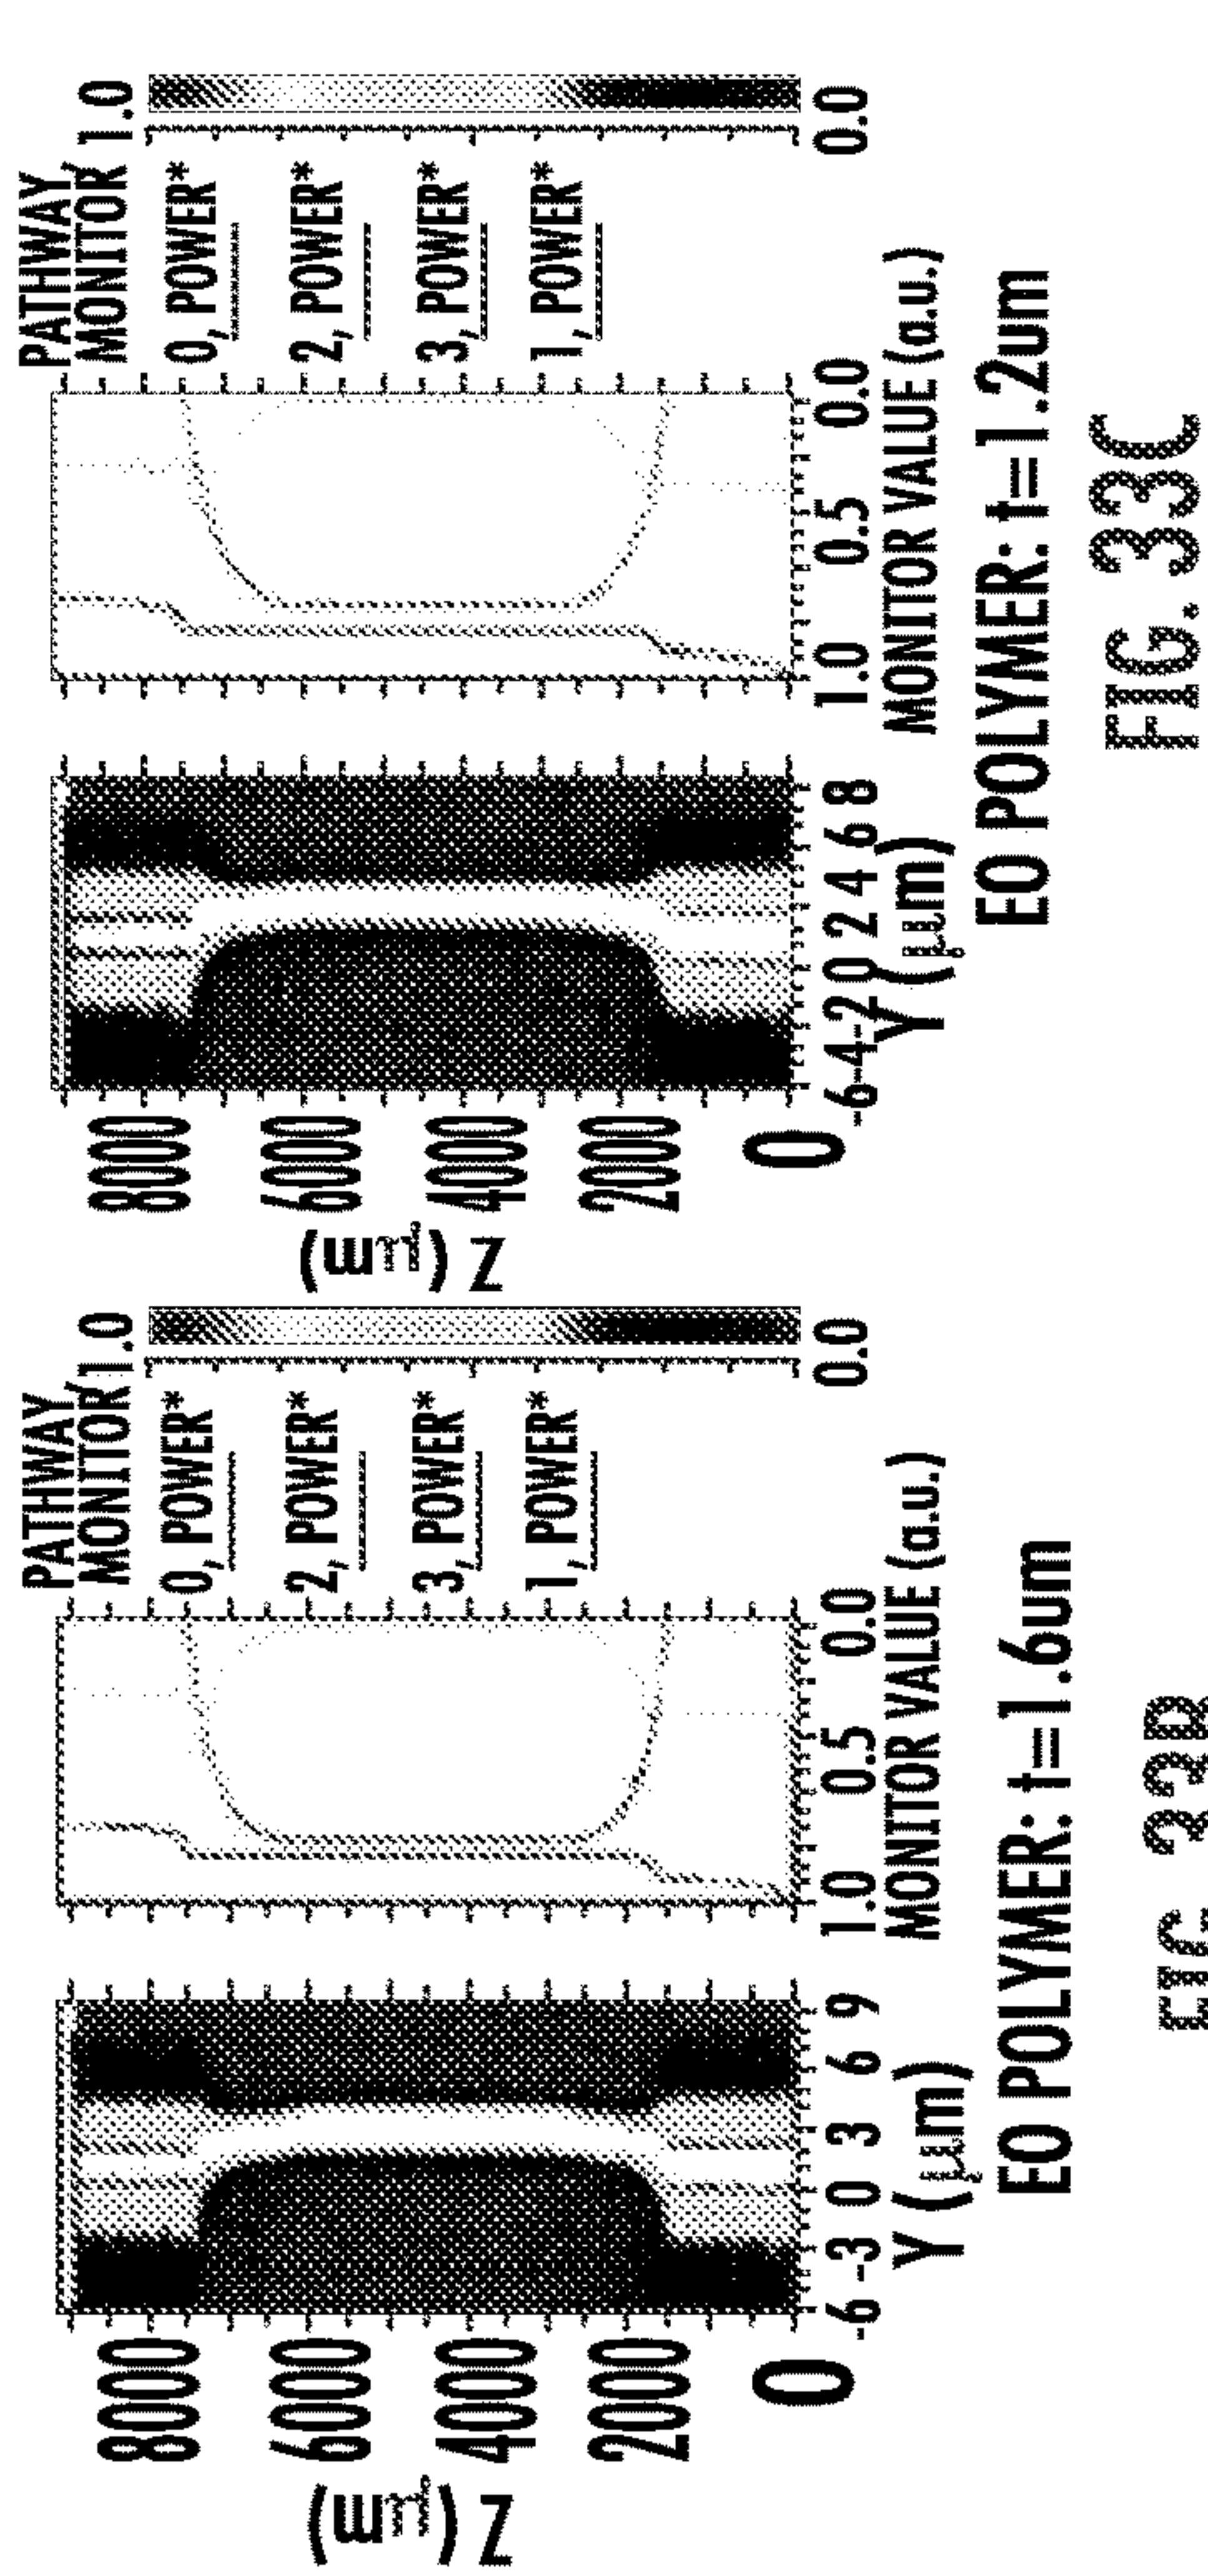 PATHWAY,
MONITOR
1.0
0, POWER*
2, POWER*
3, POWER*
1, POWER*
0.0
Z (μm)
8000
6000
4000
2000
0
-6 -3 0 3 6 9
Y (μm)
1.0 0.5 0.0
MONITOR VALUE (a.u.)
EO POLYMER: t=1.6um
PATHWAY,
MONITOR
1.0
0, POWER*
2, POWER*
3, POWER*
1, POWER*
0.0
Z (μm)
8000
6000
4000
2000
0
-6-4-2 0 2 4 6 8
Y (μm)
1.0 0.5 0.0
MONITOR VALUE (a.u.)
EO POLYMER: t=1.2um
FIG. 33C